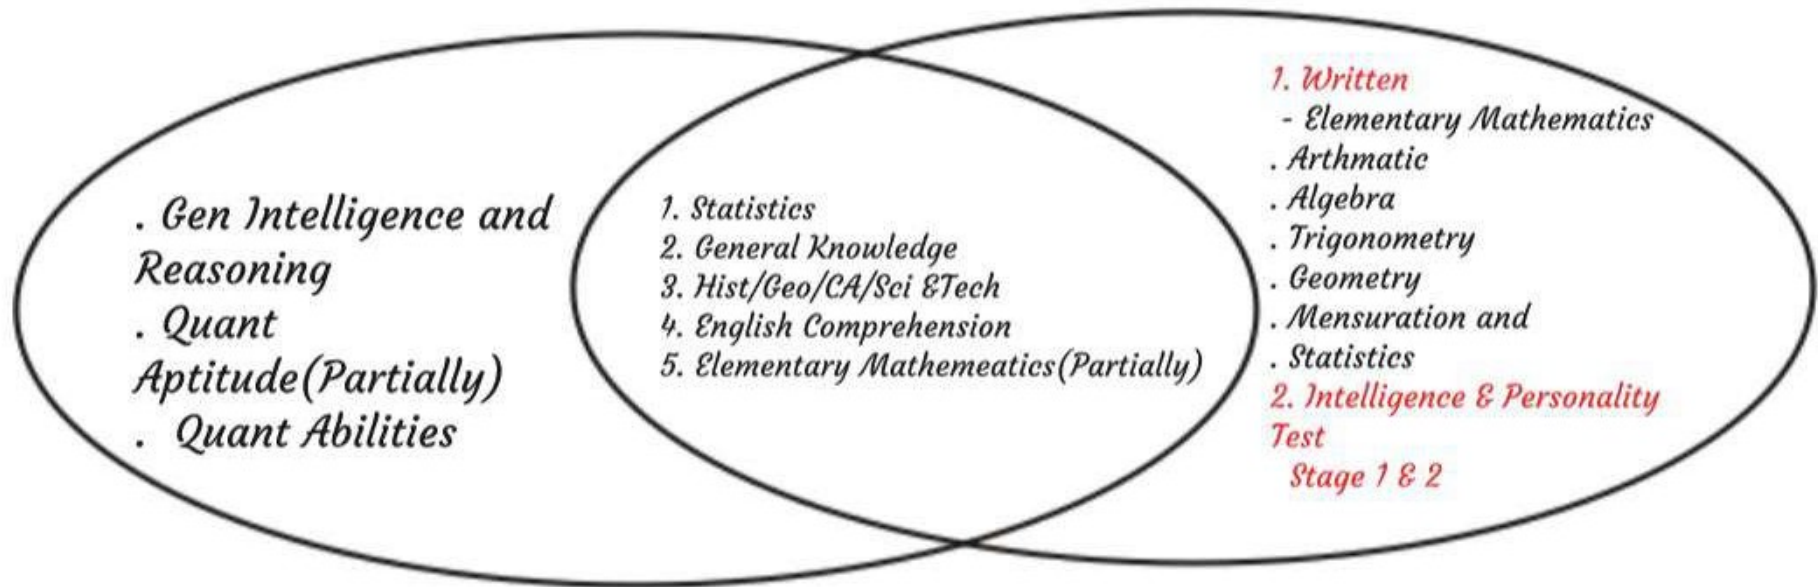 . Gen Intelligence and
Reasoning
. Quant
Aptitude(Partially)
. Quant Abilities
1. Statistics
2. General Knowledge
3. Hist/Geo/CA/Sci &Tech
4. English Comprehension
5. Elementary Mathemeatics(Partially)
1. Written
- Elementary Mathematics
. Arthmatic
. Algebra
. Trigonometry
. Geometry
. Mensuration and
. Statistics
2. Intelligence & Personality
Test
Stage 1 & 2